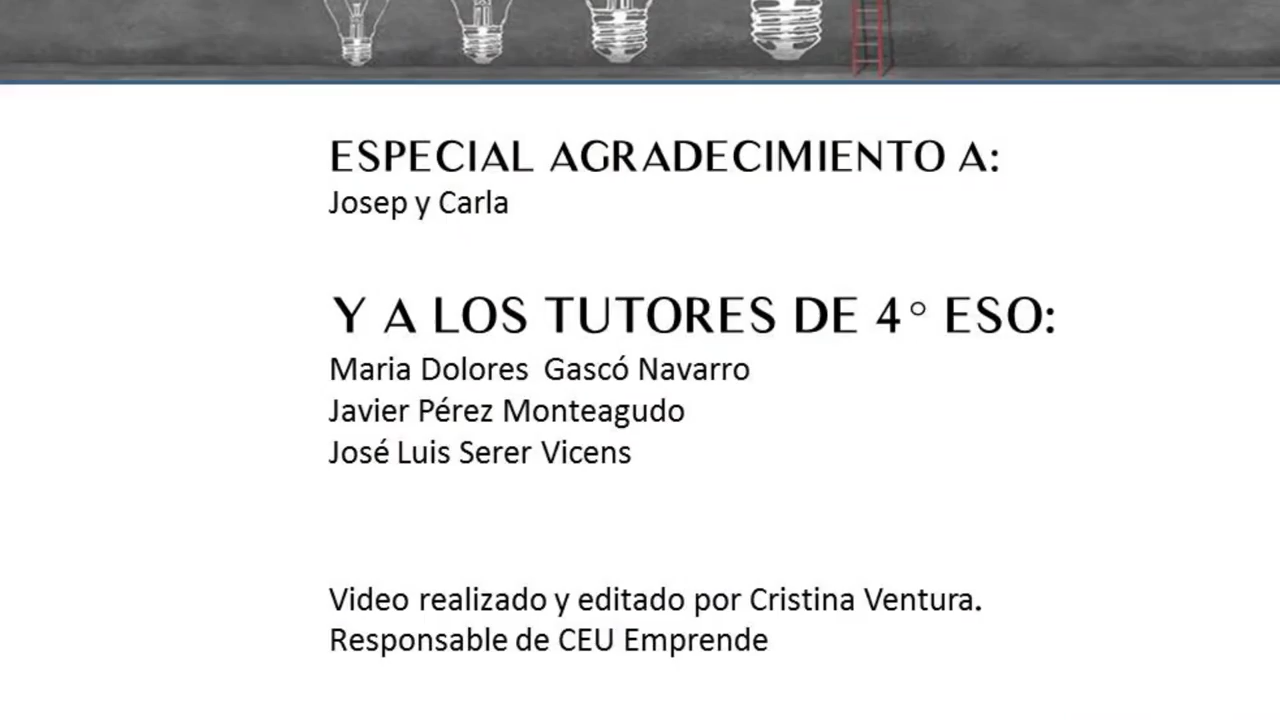 ESPECIAL AGRADECIMIENTO A:
Josep y Carla
Y A LOS TUTORES DE 4º ESO:
Maria Dolores Gascó Navarro
Javier Pérez Monteagudo
José Luis Serer Vicens
Video realizado y editado por Cristina Ventura.
Responsable de CEU Emprende